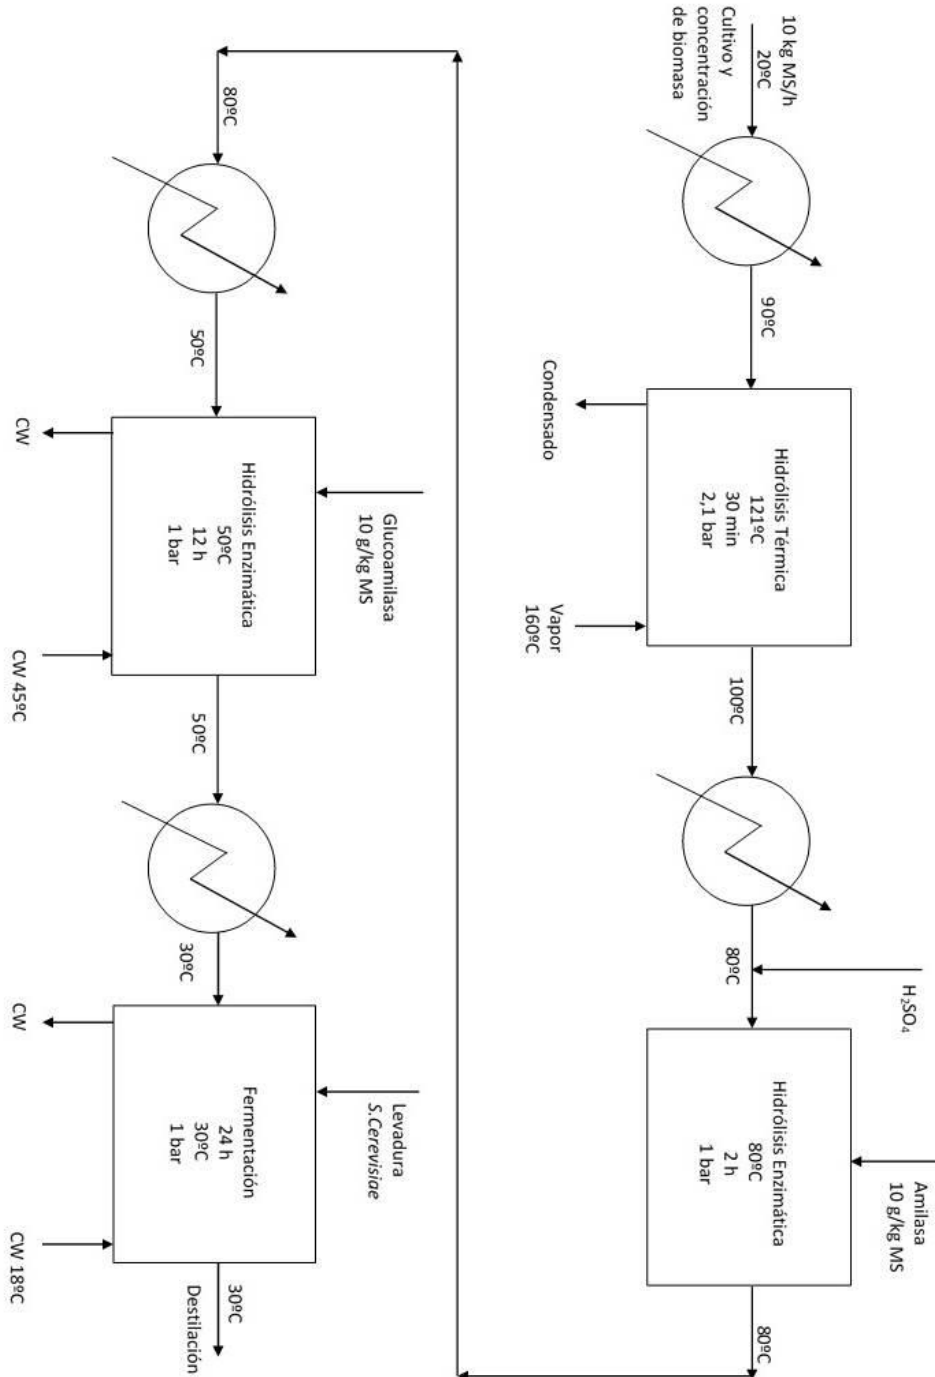 10 kg MS/h
20ºC
Cultivo y
concentración
de biomasa
90ºC
Hidrólisis Térmica
121ºC
30 min
2,1 bar
Condensado
Vapor
160ºC
100ºC
80ºC
H₂SO₄
Hidrólisis Enzimática
80ºC
2 h
1 bar
Amilasa
10 g/kg MS
80ºC
80ºC
50ºC
Glucoamilasa
10 g/kg MS
Hidrólisis Enzimática
50ºC
12 h
1 bar
CW
CW 45ºC
50ºC
30ºC
Levadura
S.Cerevisiae
Fermentación
24 h
30ºC
1 bar
CW
CW 18ºC
30ºC
Destilación